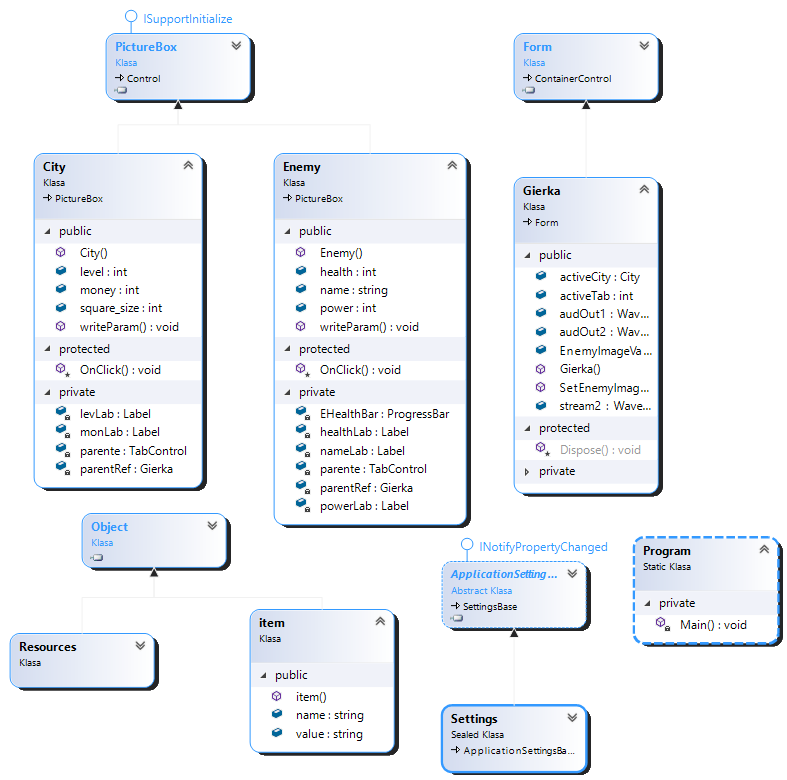 ISupportInitialize
PictureBox
Klasa
Control
Form
Klasa
ContainerControl
City
Klasa
PictureBox
public
City()
level : int
money : int
square_size : int
writeParam() : void
protected
OnClick() : void
private
levLab : Label
monLab : Label
parente : TabControl
parentRef : Gierka
Enemy
Klasa
PictureBox
public
Enemy()
health : int
name : string
power : int
writeParam() : void
protected
OnClick() : void
private
EHealthBar : ProgressBar
healthLab : Label
nameLab : Label
parente : TabControl
parentRef : Gierka
powerLab : Label
Gierka
Klasa
Form
public
activeCity : City
activeTab : int
audOut1 : Wav...
audOut2 : Wav...
EnemyImageVa...
Gierka()
SetEnemyImag...
stream2 : Wave...
protected
Dispose() : void
private
Object
Klasa
Resources
Klasa
item
Klasa
public
item()
name : string
value : string
INotifyPropertyChanged
ApplicationSetting...
Abstract Klasa
SettingsBase
Settings
Sealed Klasa
ApplicationSettingsBa...
Program
Static Klasa
private
Main() : void